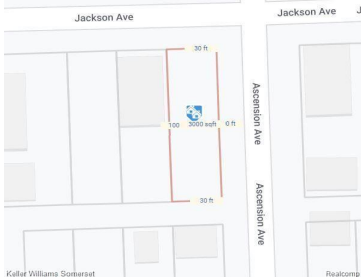 Jackson Ave
Jackson Ave
J
30 ft
Ascension Ave
100
3000 sqft
0 ft
30 ft
Ascension Ave
Keller Williams Somerset
Realcomp